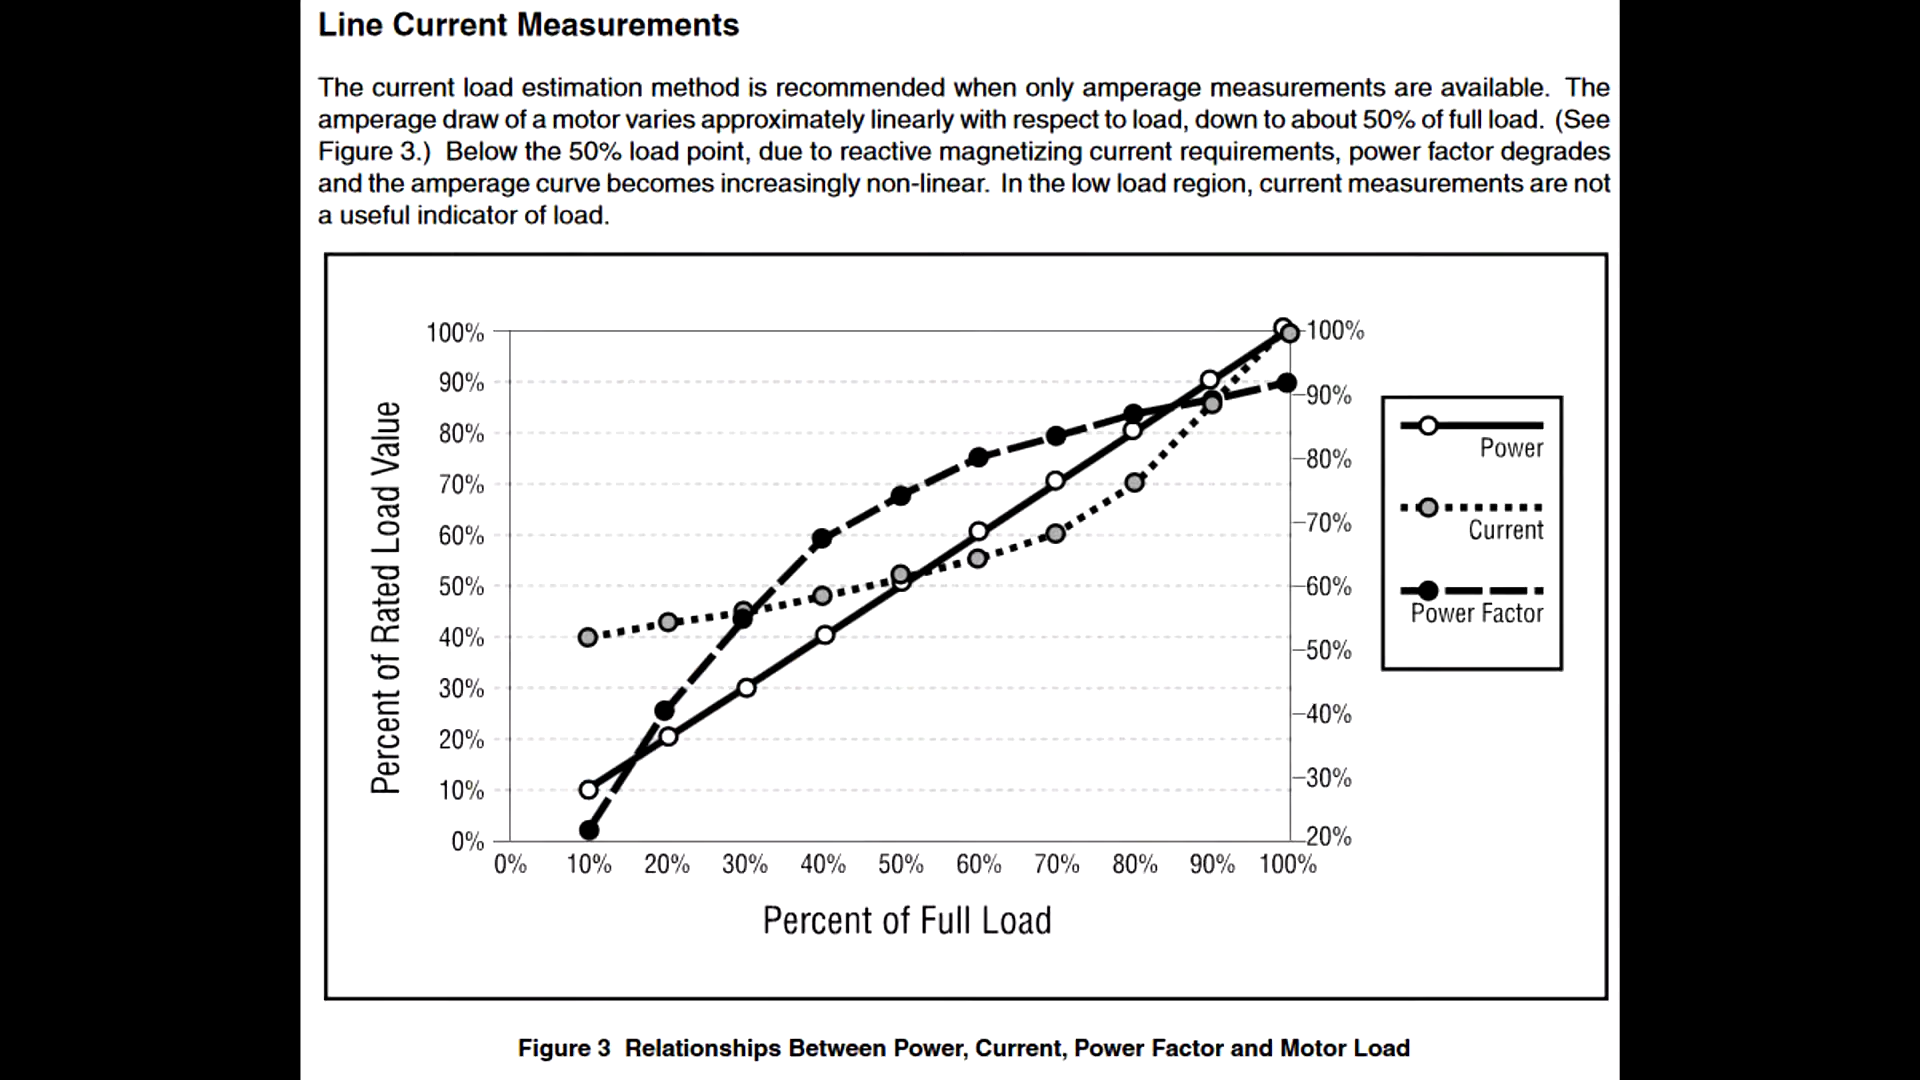 Line Current Measurements
The current load estimation method is recommended when only amperage measurements are available. The
amperage draw of a motor varies approximately linearly with respect to load, down to about 50% of full load. (See
Figure 3.) Below the 50% load point, due to reactive magnetizing current requirements, power factor degrades
and the amperage curve becomes increasingly non-linear. In the low load region, current measurements are not
a useful indicator of load.
Percent of Rated Load Value
100%
90%
80%
70%
60%
50%
40%
30%
20%
10%
0%
0% 10% 20% 30% 40% 50% 60% 70% 80% 90% 100%
Percent of Full Load
100%
90%
80%
70%
60%
50%
40%
30%
20%
Power
Current
Power Factor
Figure 3 Relationships Between Power, Current, Power Factor and Motor Load